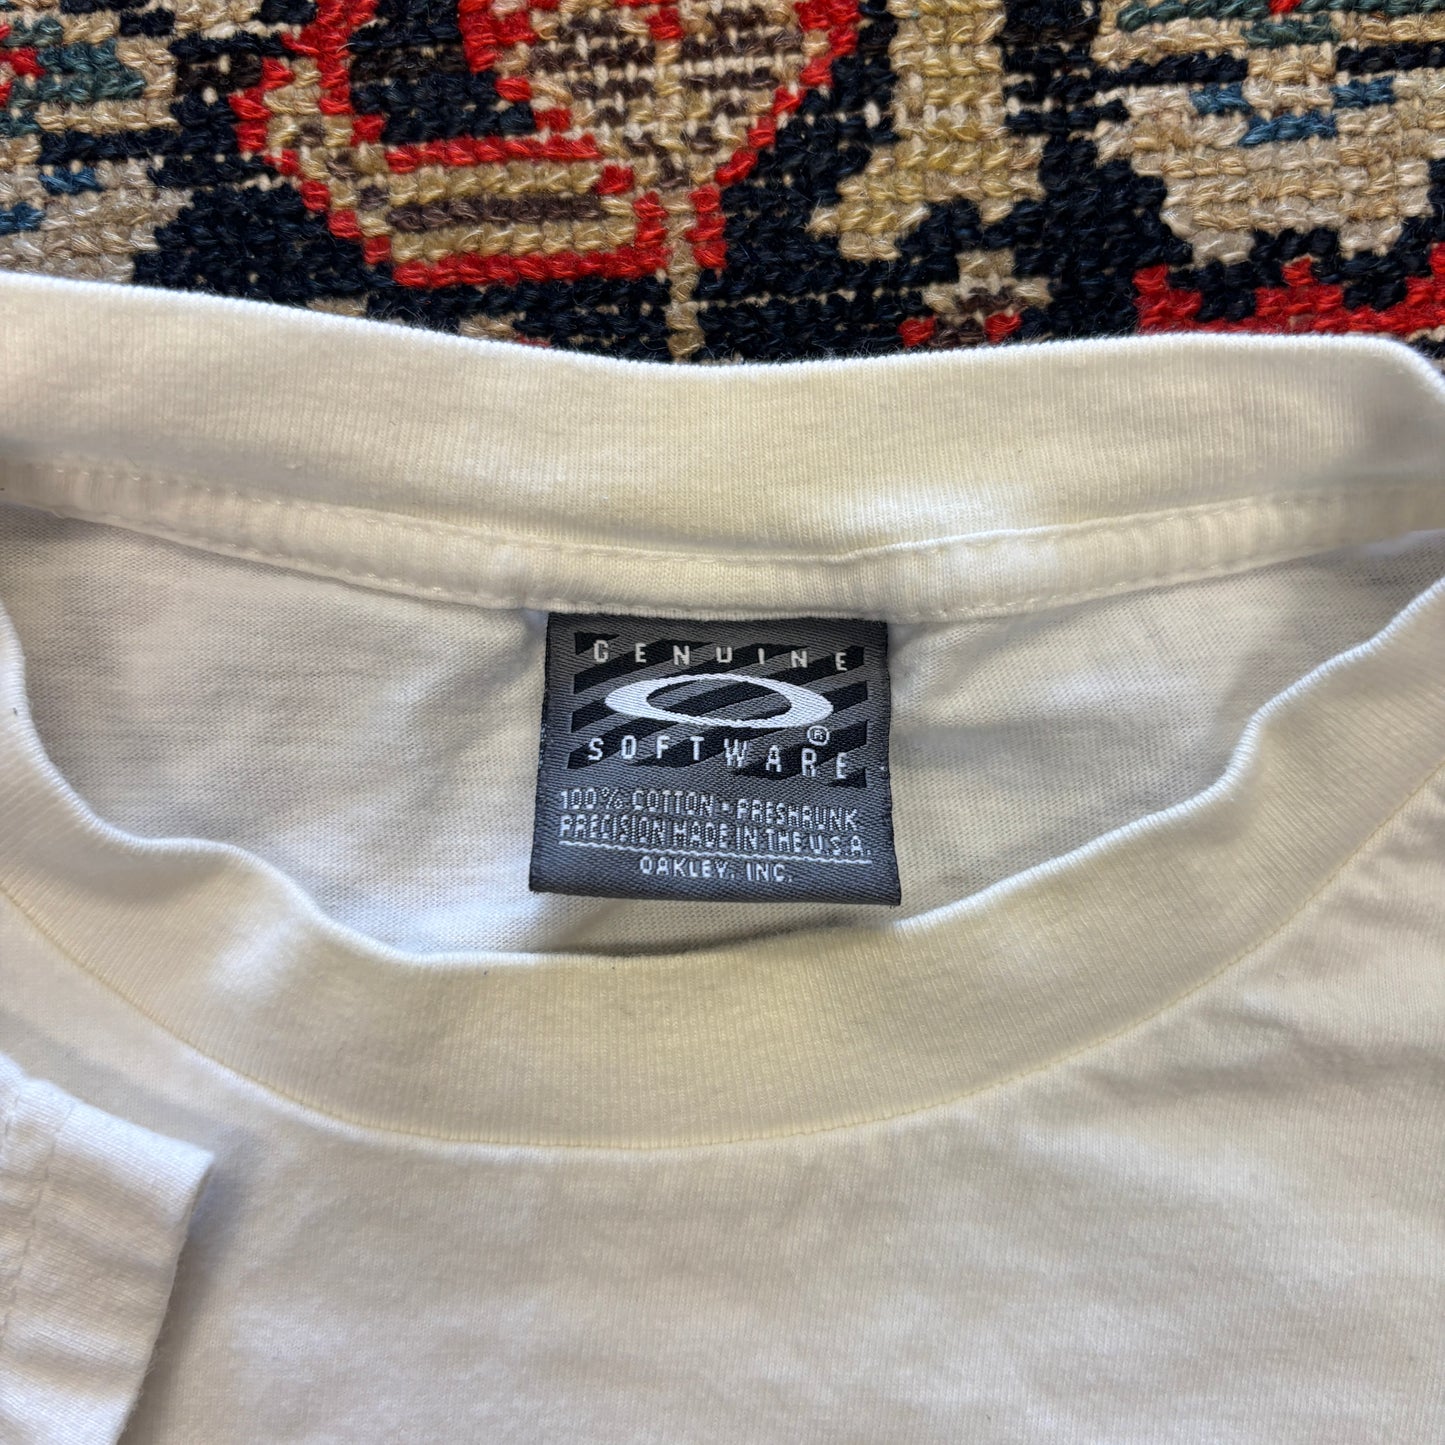 GENUINE
SOFTWARE®
100% COTTON • PRESHRUNK
PRECISION MADE IN THE U.S.A.
OAKLEY, INC.